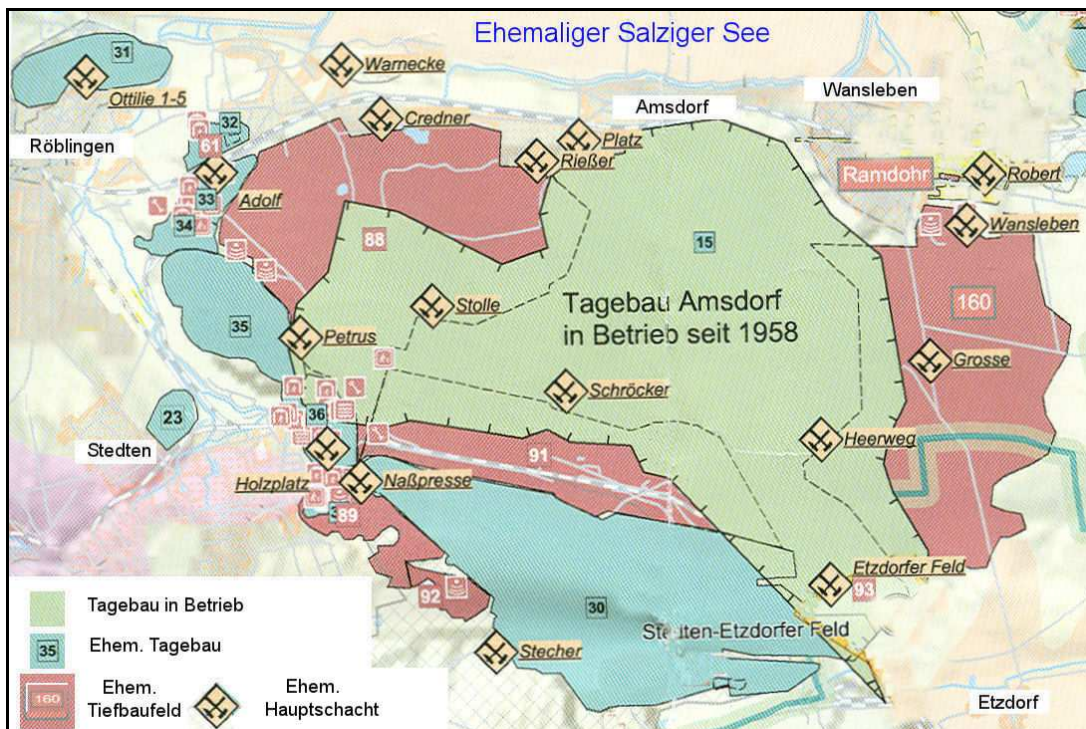 Ehemaliger Salziger See
31
Warnecke
Wansleben
Ottilie 1-5
Amsdorf
Credner
32
Platz
Röblingen
61
Rießer
Ramdohr
Robert
Adolf
33
34
Wansleben
88
15
35
Stolle
160
Tagebau Amsdorf
in Betrieb seit 1958
Petrus
Grosse
Schröcker
23
36
Heerweg
Stedten
91
Holzplatz
Naßpresse
89
Etzdorfer Feld
93
92
30
Tagebau in Betrieb
Stedten-Etzdorfer Feld
35
Ehem. Tagebau
Stecher
160
Ehem.
Tiefbaufeld
Ehem.
Hauptschacht
Etzdorf